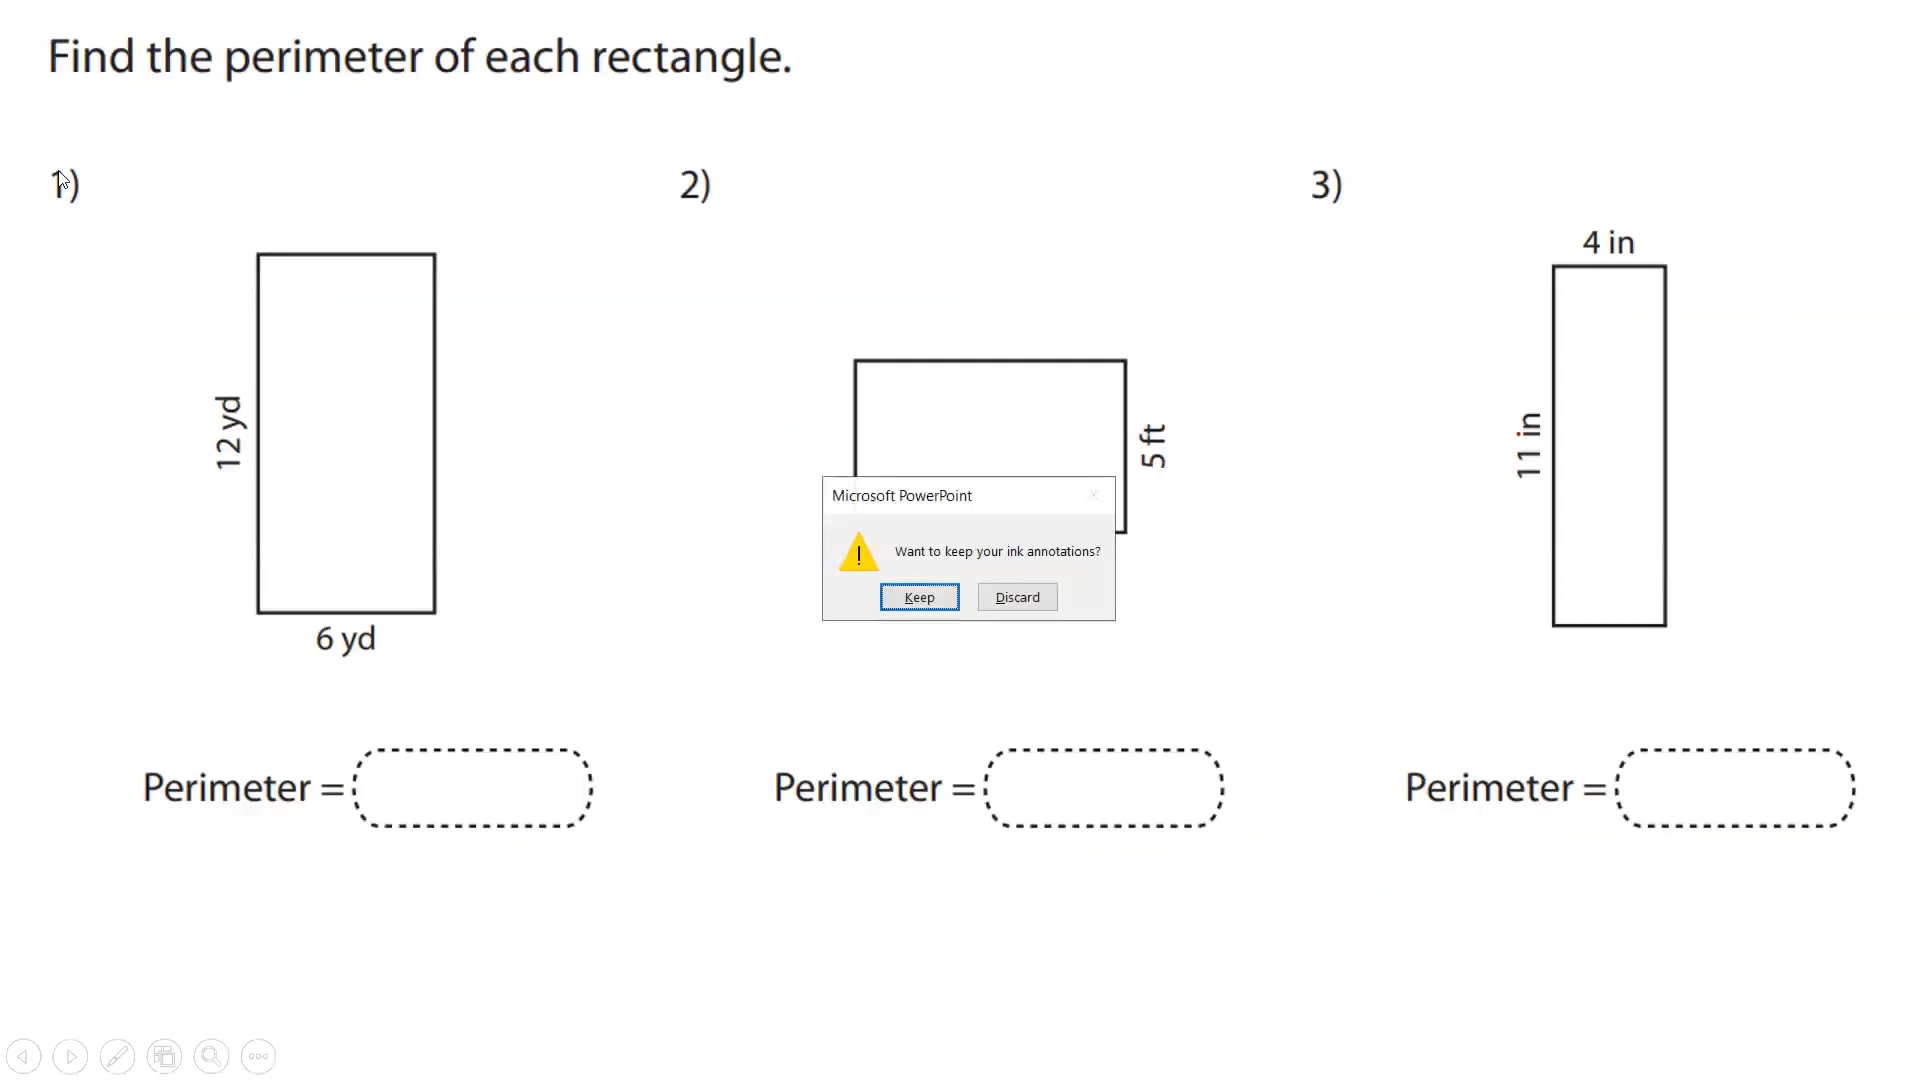 Find the perimeter of each rectangle.
1)
2)
3)
4 in
12 yd
5 ft
11 in
Microsoft PowerPoint
Want to keep your ink annotations?
Keep
Discard
6 yd
Perimeter =
Perimeter =
Perimeter =